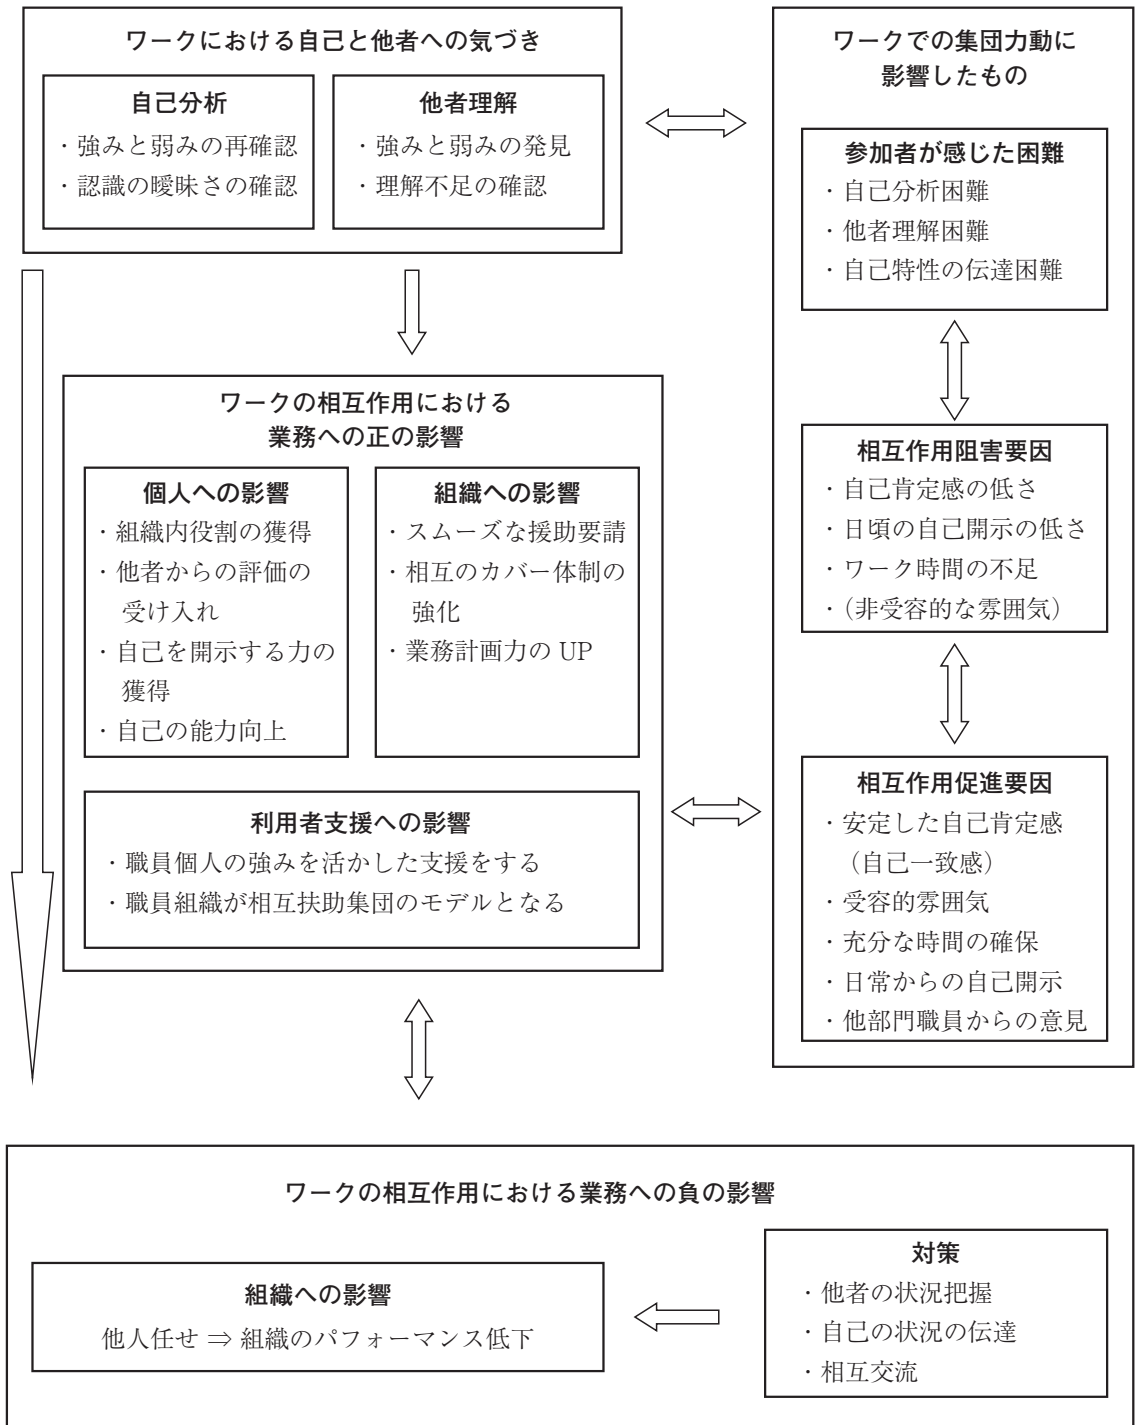 ワークにおける自己と他者への気づき
自己分析
・強みと弱みの再確認
・認識の曖昧さの確認
他者理解
・強みと弱みの発見
・理解不足の確認
ワークでの集団力動に
影響したもの
参加者が感じた困難
・自己分析困難
・他者理解困難
・自己特性の伝達困難
相互作用阻害要因
・自己肯定感の低さ
・日頃の自己開示の低さ
・ワーク時間の不足
・(非受容的な雰囲気)
相互作用促進要因
・安定した自己肯定感
（自己一致感）
・受容的雰囲気
・充分な時間の確保
・日常からの自己開示
・他部門職員からの意見
ワークの相互作用における
業務への正の影響
個人への影響
・組織内役割の獲得
・他者からの評価の
受け入れ
・自己を開示する力の
獲得
・自己の能力向上
組織への影響
・スムーズな援助要請
・相互のカバー体制の
強化
・業務計画力の UP
利用者支援への影響
・職員個人の強みを活かした支援をする
・職員組織が相互扶助集団のモデルとなる
ワークの相互作用における業務への負の影響
組織への影響
他人任せ ⇒ 組織のパフォーマンス低下
対策
・他者の状況把握
・自己の状況の伝達
・相互交流